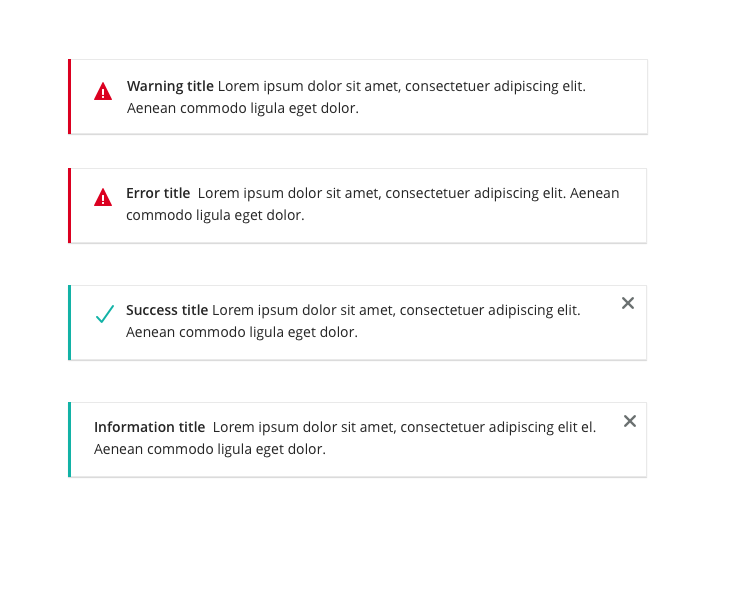 Warning title Lorem ipsum dolor sit amet, consectetuer adipiscing elit.
Aenean commodo ligula eget dolor.
Error title  Lorem ipsum dolor sit amet, consectetuer adipiscing elit. Aenean
commodo ligula eget dolor.
Success title Lorem ipsum dolor sit amet, consectetuer adipiscing elit.
Aenean commodo ligula eget dolor.
Information title  Lorem ipsum dolor sit amet, consectetuer adipiscing elit el.
Aenean commodo ligula eget dolor.